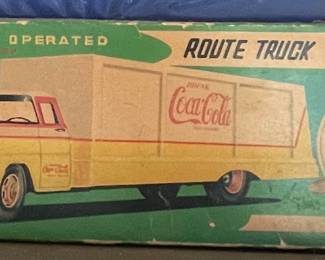 OPERATED
ROUTE TRUCK
DRINK
Coca-Cola